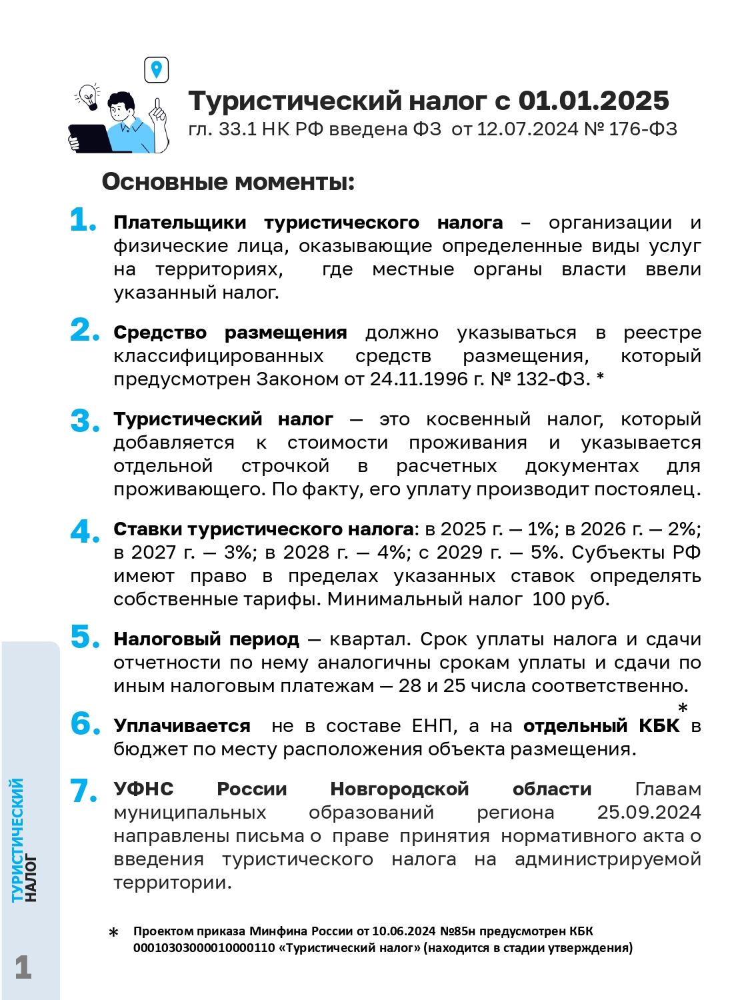 Туристический налог с 01.01.2025
гл. 33.1 НК РФ введена ФЗ от 12.07.2024 № 176-ФЗ
Основные моменты:
1. Плательщики туристического налога – организации и
физические лица, оказывающие определенные виды услуг
на территориях, где местные органы власти ввели
указанный налог.
2. Средство размещения должно указываться в реестре
классифицированных средств размещения, который
предусмотрен Законом от 24.11.1996 г. № 132-ФЗ. *
3. Туристический налог — это косвенный налог, который
добавляется к стоимости проживания и указывается
отдельной строчкой в расчетных документах для
проживающего. По факту, его уплату производит постоялец.
4. Ставки туристического налога: в 2025 г. — 1%; в 2026 г. — 2%;
в 2027 г. — 3%; в 2028 г. — 4%; с 2029 г. — 5%. Субъекты РФ
имеют право в пределах указанных ставок определять
собственные тарифы. Минимальный налог 100 руб.
5. Налоговый период — квартал. Срок уплаты налога и сдачи
отчетности по нему аналогичны срокам уплаты и сдачи по
иным налоговым платежам — 28 и 25 числа соответственно.
6. Уплачивается не в составе ЕНП, а на отдельный КБК* в
бюджет по месту расположения объекта размещения.
7. УФНС России Новгородской области Главам
муниципальных образований региона 25.09.2024
направлены письма о праве принятия нормативного акта о
введения туристического налога на администрируемой
территории.
* Проектом приказа Минфина России от 10.06.2024 №85н предусмотрен КБК
00010303000010000110 «Туристический налог» (находится в стадии утверждения)
ТУРИСТИЧЕСКИЙ
НАЛОГ
1